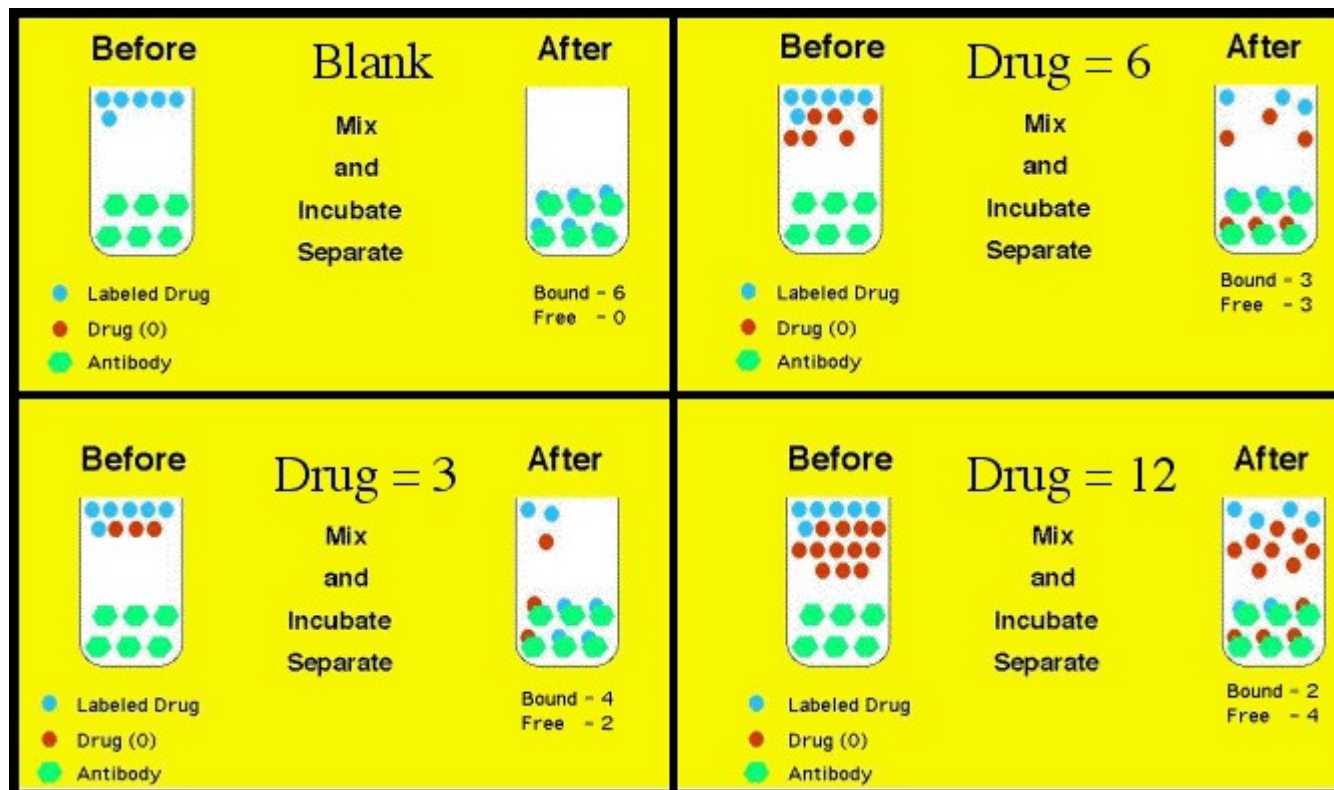 Before
Blank
After
Mix
and
Incubate
Separate
Labeled Drug
Drug (0)
Antibody
Bound - 6
Free - 0
Before
Drug = 6
After
Mix
and
Incubate
Separate
Labeled Drug
Drug (0)
Antibody
Bound - 3
Free - 3
Before
Drug = 3
After
Mix
and
Incubate
Separate
Labeled Drug
Drug (0)
Antibody
Bound - 4
Free - 2
Before
Drug = 12
After
Mix
and
Incubate
Separate
Labeled Drug
Drug (0)
Antibody
Bound - 2
Free - 4